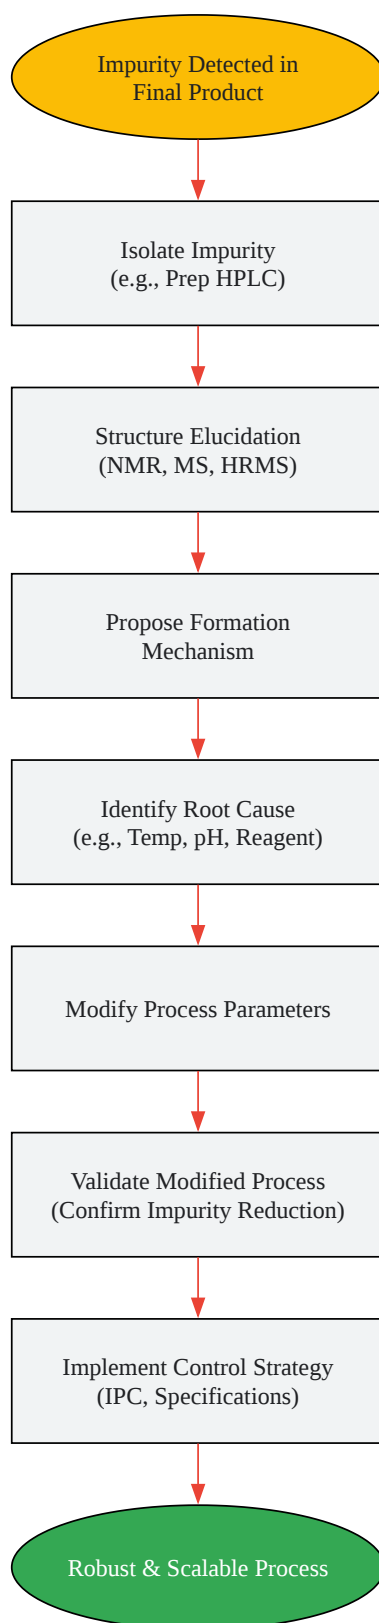 Impurity Detected in
Final Product
Isolate Impurity
(e.g., Prep HPLC)
Structure Elucidation
(NMR, MS, HRMS)
Propose Formation
Mechanism
Identify Root Cause
(e.g., Temp, pH, Reagent)
Modify Process Parameters
Validate Modified Process
(Confirm Impurity Reduction)
Implement Control Strategy
(IPC, Specifications)
Robust & Scalable Process